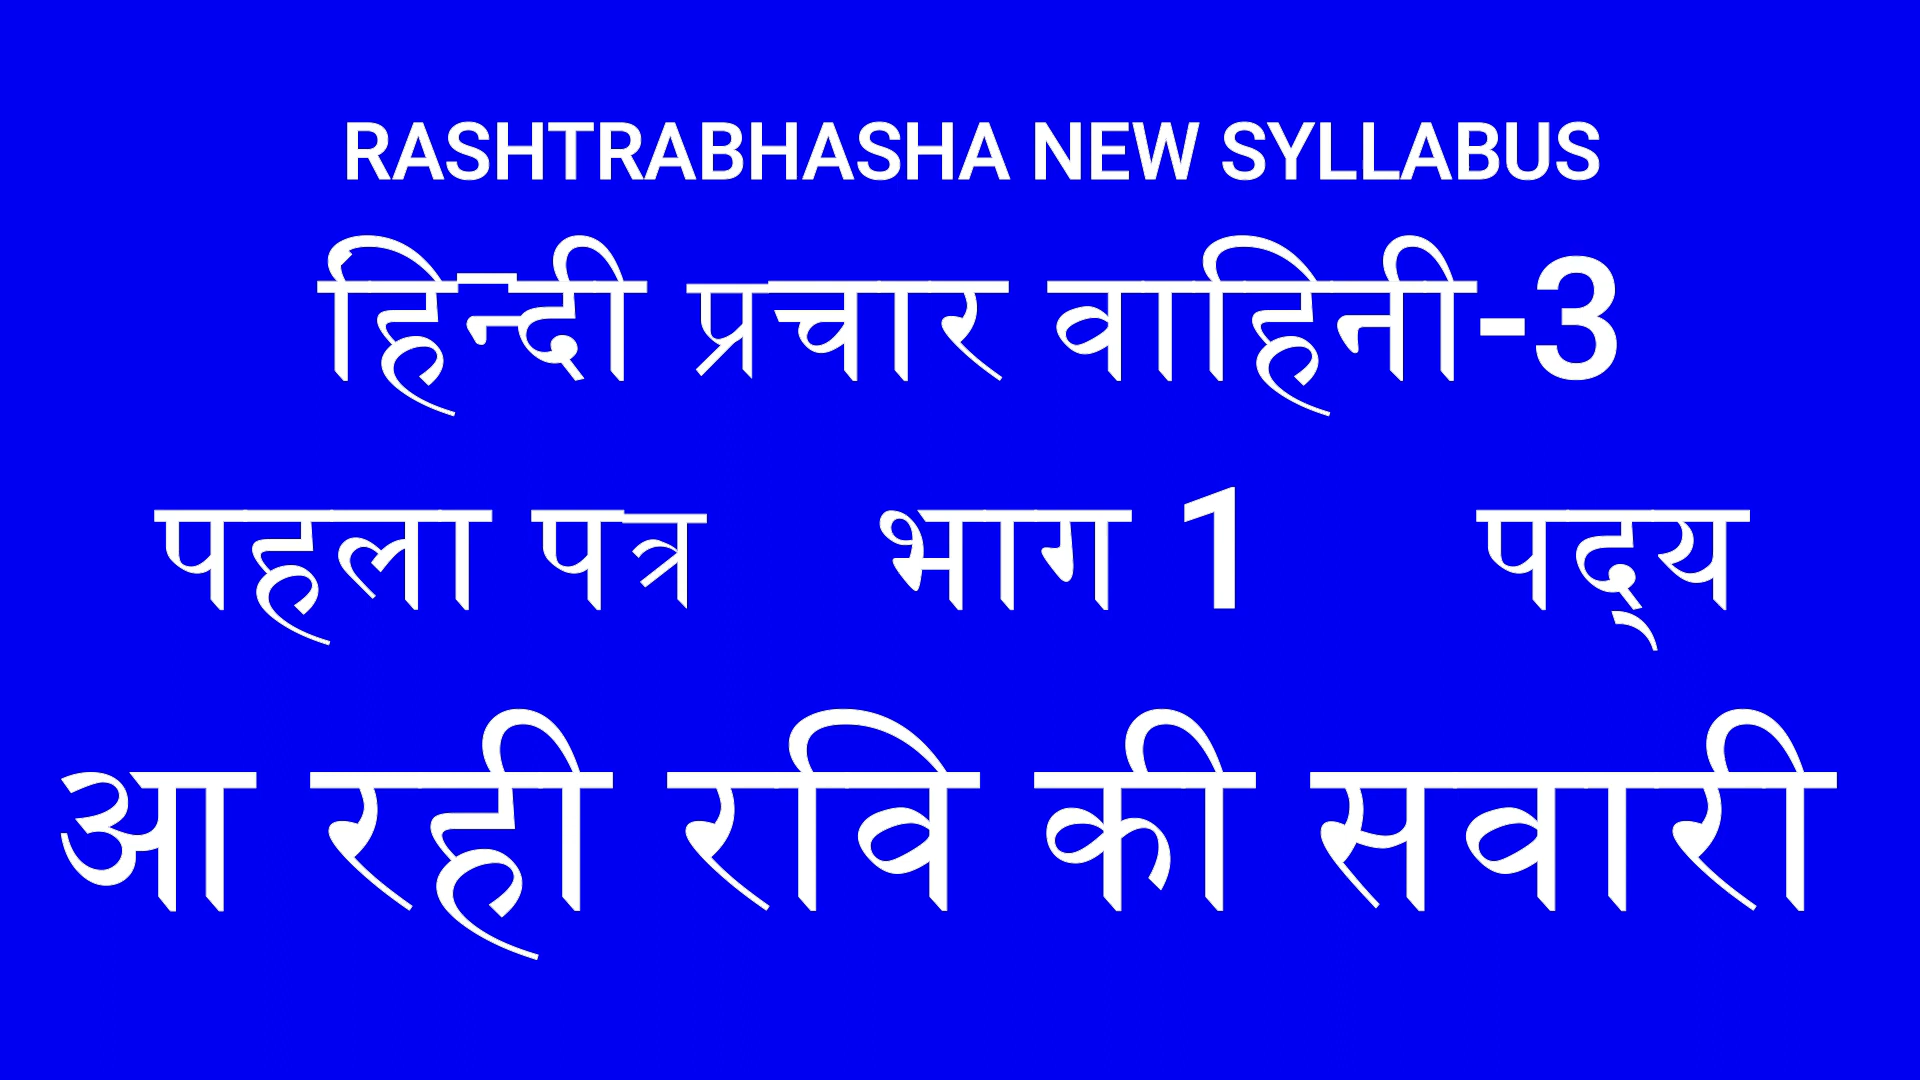 RASHTRABHASHA NEW SYLLABUS
हिन्दी प्रचार वाहिनी-3
पहला पत्र भाग 1 पद्‌य
आ रही रवि की सवारी